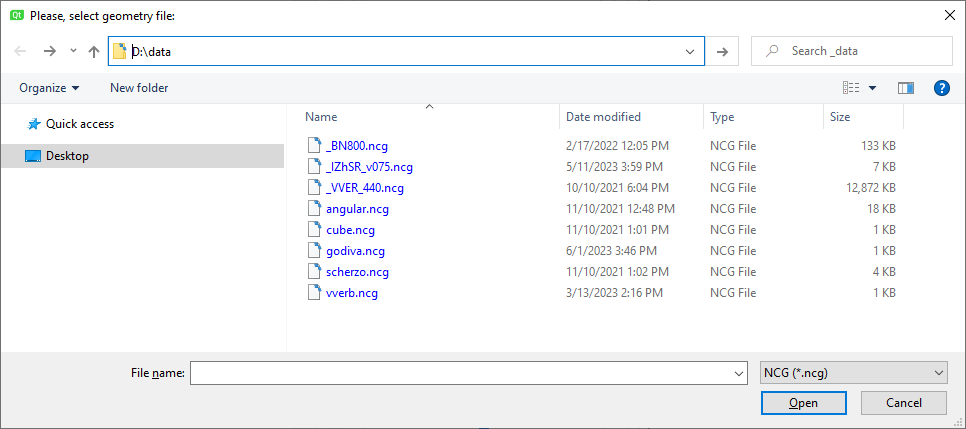 Qt Please, select geometry file:
D:\data Search _data
Organize New folder
Quick access
Desktop
Name Date modified Type Size
_BN800.ncg 2/17/2022 12:05 PM NCG File 133 KB
_IZhSR_v075.ncg 5/11/2023 3:59 PM NCG File 7 KB
_VVER_440.ncg 10/10/2021 6:04 PM NCG File 12,872 KB
angular.ncg 11/10/2021 12:48 PM NCG File 18 KB
cube.ncg 11/10/2021 1:01 PM NCG File 1 KB
godiva.ncg 6/1/2023 3:46 PM NCG File 1 KB
scherzo.ncg 11/10/2021 1:02 PM NCG File 4 KB
vverb.ncg 3/13/2023 2:16 PM NCG File 1 KB
File name: NCG (*.ncg)
Open Cancel